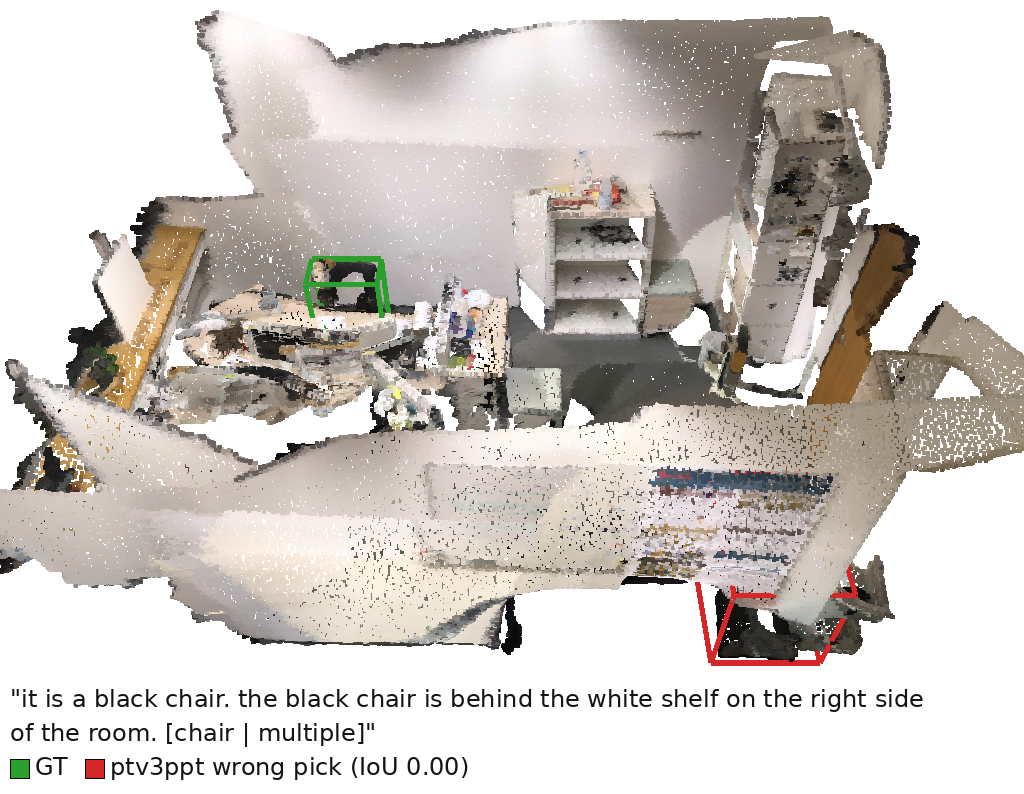 "it is a black chair. the black chair is behind the white shelf on the right side
of the room. [chair | multiple]"
GT ptv3ppt wrong pick (IoU 0.00)